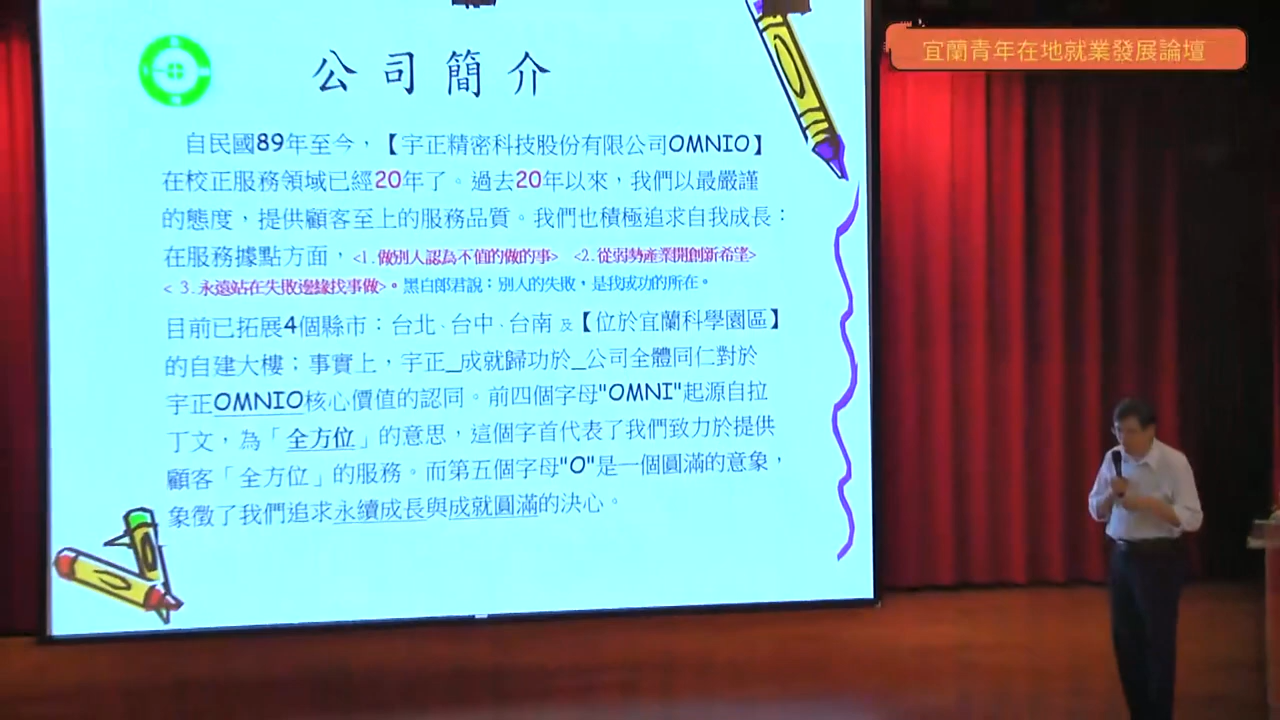 宜蘭青年在地就業發展論壇
公司簡介
自民國89年至今，【宇正精密科技股份有限公司OMNIO】
在校正服務領域已經20年了。過去20年以來，我們以最嚴謹
的態度，提供顧客至上的服務品質。我們也積極追求自我成長：
在服務據點方面，<1.做別人認為不值的做的事> <2.從弱勢產業開創新希望>
< 3.永遠站在失敗邊緣找事做>。黑白郎君說：別人的失敗，是我成功的所在。
目前已拓展4個縣市：台北、台中、台南 及【位於宜蘭科學園區】
的自建大樓；事實上，宇正_成就歸功於_公司全體同仁對於
宇正OMNIO核心價值的認同。前四個字母"OMNI"起源自拉
丁文，為「全方位」的意思，這個字首代表了我們致力於提供
顧客「全方位」的服務。而第五個字母"O"是一個圓滿的意象，
象徵了我們追求永續成長與成就圓滿的決心。